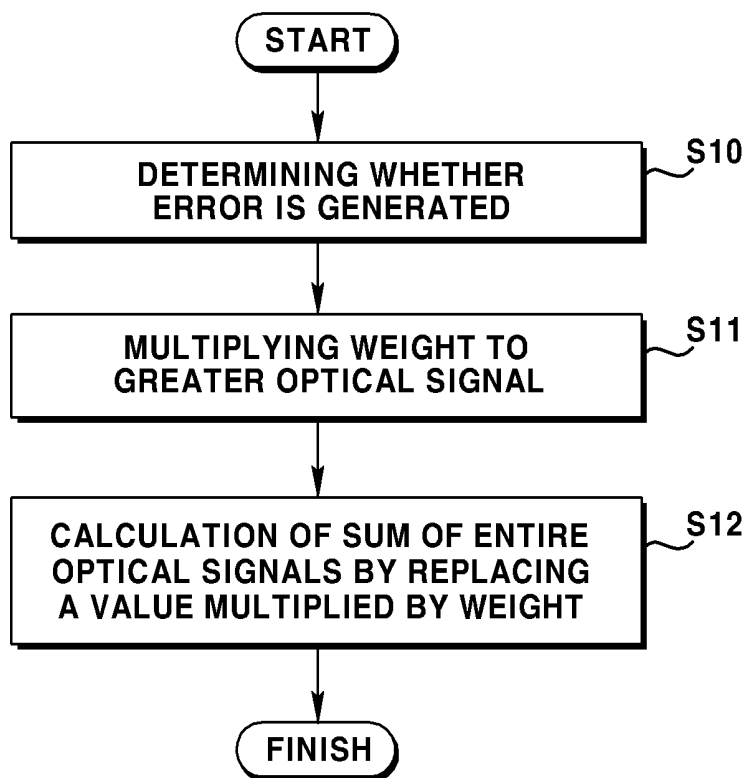 START
DETERMINING WHETHER
ERROR IS GENERATED
S10
MULTIPLYING WEIGHT TO
GREATER OPTICAL SIGNAL
S11
CALCULATION OF SUM OF ENTIRE
OPTICAL SIGNALS BY REPLACING
A VALUE MULTIPLIED BY WEIGHT
S12
FINISH